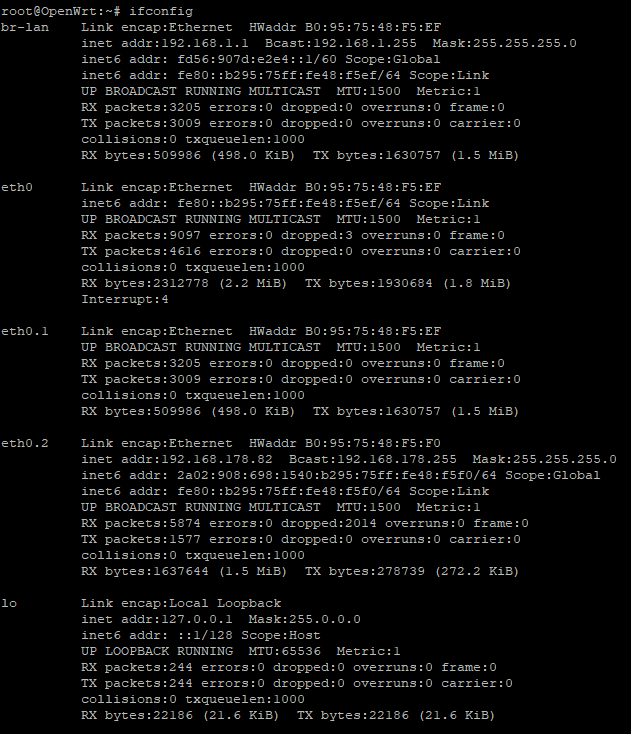 root@OpenWrt:~# ifconfig
br-lan    Link encap:Ethernet  HWaddr B0:95:75:48:F5:EF
          inet addr:192.168.1.1  Bcast:192.168.1.255  Mask:255.255.255.0
          inet6 addr: fd56:907d:e2e4::1/60 Scope:Global
          inet6 addr: fe80::b295:75ff:fe48:f5ef/64 Scope:Link
          UP BROADCAST RUNNING MULTICAST  MTU:1500  Metric:1
          RX packets:3205 errors:0 dropped:0 overruns:0 frame:0
          TX packets:3009 errors:0 dropped:0 overruns:0 carrier:0
          collisions:0 txqueuelen:1000
          RX bytes:509986 (498.0 KiB)  TX bytes:1630757 (1.5 MiB)

eth0      Link encap:Ethernet  HWaddr B0:95:75:48:F5:EF
          inet6 addr: fe80::b295:75ff:fe48:f5ef/64 Scope:Link
          UP BROADCAST RUNNING MULTICAST  MTU:1500  Metric:1
          RX packets:9097 errors:0 dropped:3 overruns:0 frame:0
          TX packets:4616 errors:0 dropped:0 overruns:0 carrier:0
          collisions:0 txqueuelen:1000
          RX bytes:2312778 (2.2 MiB)  TX bytes:1930684 (1.8 MiB)
          Interrupt:4

eth0.1    Link encap:Ethernet  HWaddr B0:95:75:48:F5:EF
          UP BROADCAST RUNNING MULTICAST  MTU:1500  Metric:1
          RX packets:3205 errors:0 dropped:0 overruns:0 frame:0
          TX packets:3009 errors:0 dropped:0 overruns:0 carrier:0
          collisions:0 txqueuelen:1000
          RX bytes:509986 (498.0 KiB)  TX bytes:1630757 (1.5 MiB)

eth0.2    Link encap:Ethernet  HWaddr B0:95:75:48:F5:F0
          inet addr:192.168.178.82  Bcast:192.168.178.255  Mask:255.255.255.0
          inet6 addr: 2a02:908:698:1540:b295:75ff:fe48:f5f0/64 Scope:Global
          inet6 addr: fe80::b295:75ff:fe48:f5f0/64 Scope:Link
          UP BROADCAST RUNNING MULTICAST  MTU:1500  Metric:1
          RX packets:5874 errors:0 dropped:2014 overruns:0 frame:0
          TX packets:1577 errors:0 dropped:0 overruns:0 carrier:0
          collisions:0 txqueuelen:1000
          RX bytes:1637644 (1.5 MiB)  TX bytes:278739 (272.2 KiB)

lo        Link encap:Local Loopback
          inet addr:127.0.0.1  Mask:255.0.0.0
          inet6 addr: ::1/128 Scope:Host
          UP LOOPBACK RUNNING  MTU:65536  Metric:1
          RX packets:244 errors:0 dropped:0 overruns:0 frame:0
          TX packets:244 errors:0 dropped:0 overruns:0 carrier:0
          collisions:0 txqueuelen:1000
          RX bytes:22186 (21.6 KiB)  TX bytes:22186 (21.6 KiB)